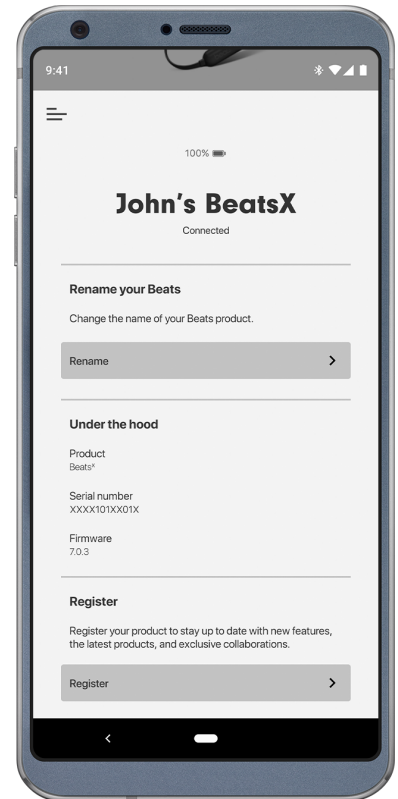 9:41
100%
John's BeatsX
Connected
Rename your Beats
Change the name of your Beats product.
Rename
Under the hood
Product
Beatsˣ
Serial number
XXXX101XX01X
Firmware
7.0.3
Register
Register your product to stay up to date with new features,
the latest products, and exclusive collaborations.
Register